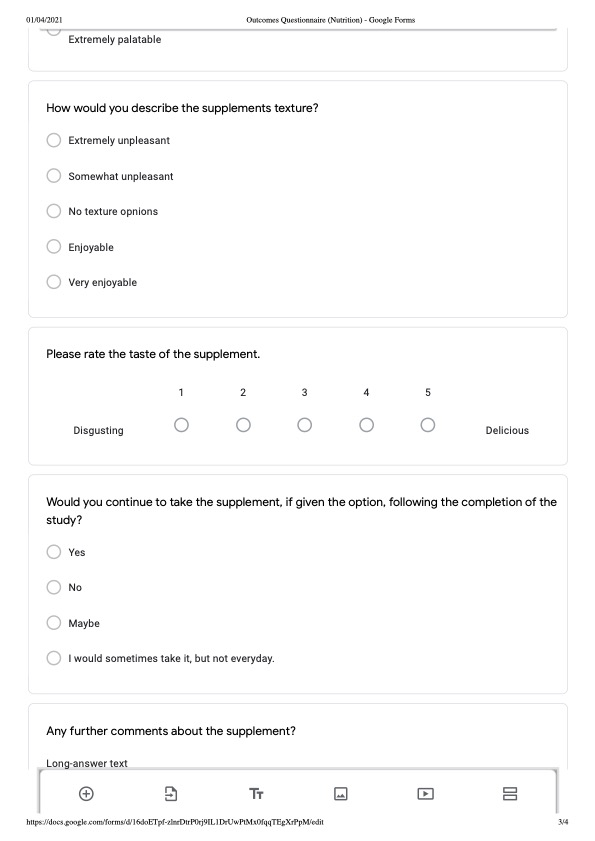 01/04/2021 Outcomes Questionnaire (Nutrition) - Google Forms
Extremely palatable
How would you describe the supplements texture?
Extremely unpleasant
Somewhat unpleasant
No texture opnions
Enjoyable
Very enjoyable
Please rate the taste of the supplement.
1 2 3 4 5
Disgusting Delicious
Would you continue to take the supplement, if given the option, following the completion of the
study?
Yes
No
Maybe
I would sometimes take it, but not everyday.
Any further comments about the supplement?
Long-answer text
Tт
https://docs.google.com/forms/d/16doETpf-zlnrDtrP0rj9IL1DrUwPtMx0fqqTEgXrPpM/edit 3/4